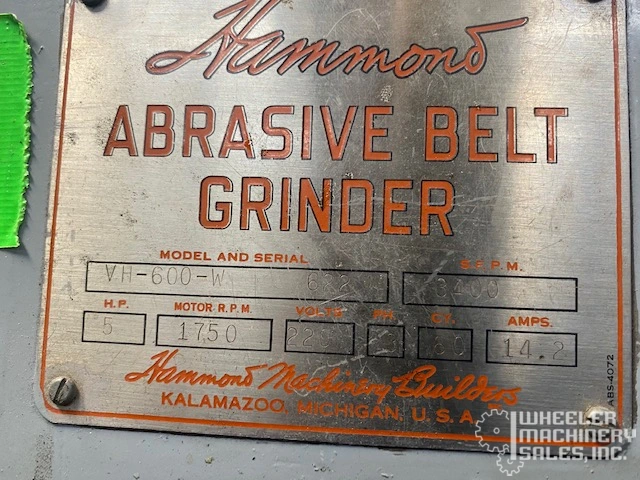 Hammond
ABRASIVE BELT
GRINDER
MODEL AND SERIAL S.F.P.M.
VH-600-W 3400
H.P. MOTOR R.P.M. VOLTS PH. CY. AMPS.
5 1750 3 60 14.2
Hammond Machinery Builders
KALAMAZOO, MICHIGAN, U.S.A.
ABS-4072
WHEELER
MACHINERY
SALES, INC.